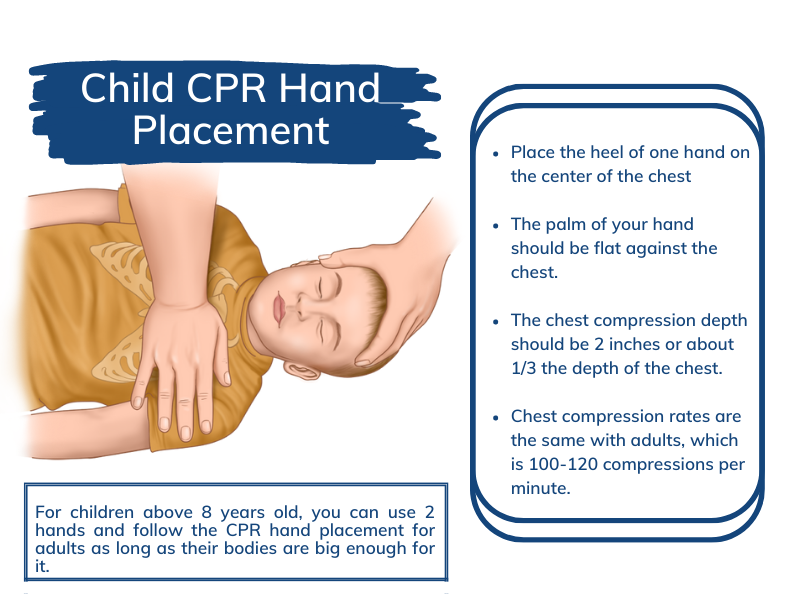 Child CPR Hand
Placement
• Place the heel of one hand on
the center of the chest
• The palm of your hand
should be flat against the
chest.
• The chest compression depth
should be 2 inches or about
1/3 the depth of the chest.
• Chest compression rates are
the same with adults, which
is 100-120 compressions per
minute.
For children above 8 years old, you can use 2
hands and follow the CPR hand placement for
adults as long as their bodies are big enough for
it.